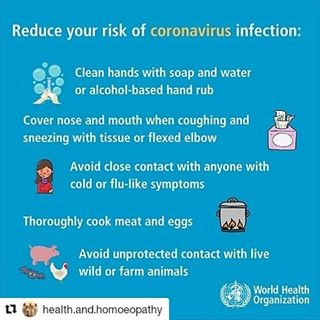 Reduce your risk of coronavirus infection:
Clean hands with soap and water
or alcohol-based hand rub
Cover nose and mouth when coughing and
sneezing with tissue or flexed elbow
Avoid close contact with anyone with
cold or flu-like symptoms
Thoroughly cook meat and eggs
Avoid unprotected contact with live
wild or farm animals
World Health
Organization
health.and.homoeopathy